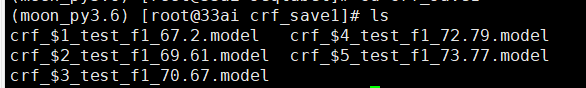 (moon_py3.6) [root@33ai crf_save1]# ls
crf_$1_test_f1_67.2.model   crf_$4_test_f1_72.79.model
crf_$2_test_f1_69.61.model  crf_$5_test_f1_73.77.model
crf_$3_test_f1_70.67.model